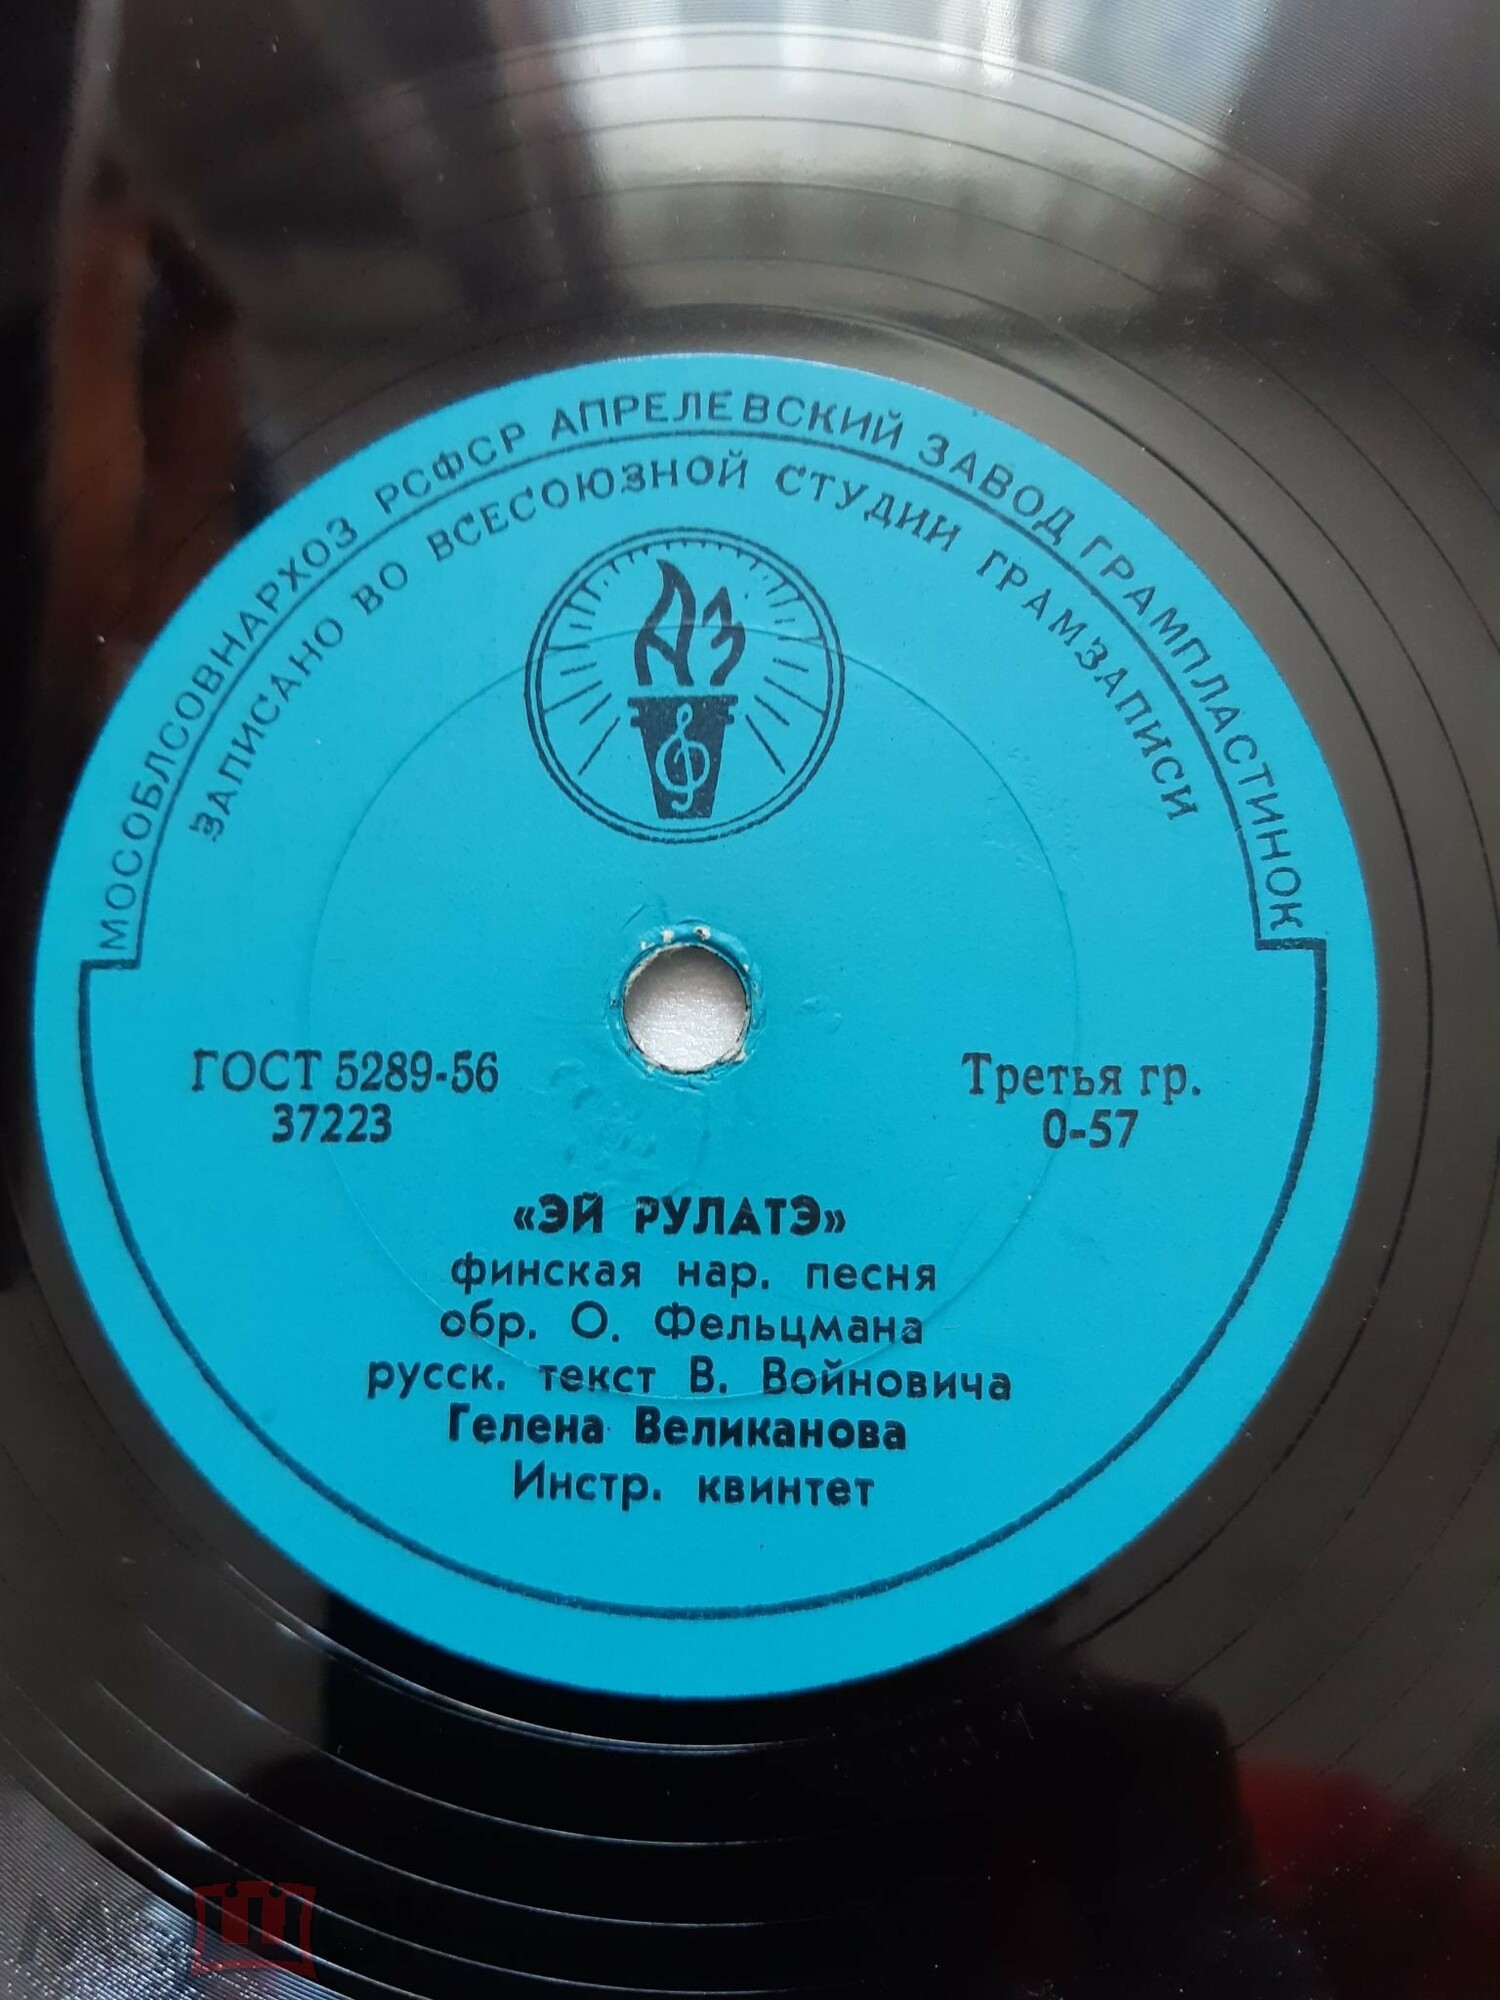 МОСОБЛСОВНАРХОЗ РСФСР АПРЕЛЕВСКИЙ ЗАВОД ГРАМПЛАСТИНОК
ЗАПИСАНО ВО ВСЕСОЮЗНОЙ СТУДИИ ГРАМЗАПИСИ
АЗ
ГОСТ 5289-56
37223
Третья гр.
0-57
«ЭЙ РУЛАТЭ»
финская нар. песня
обр. О. Фельцмана
русск. текст В. Войновича
Гелена Великанова
Инстр. квинтет